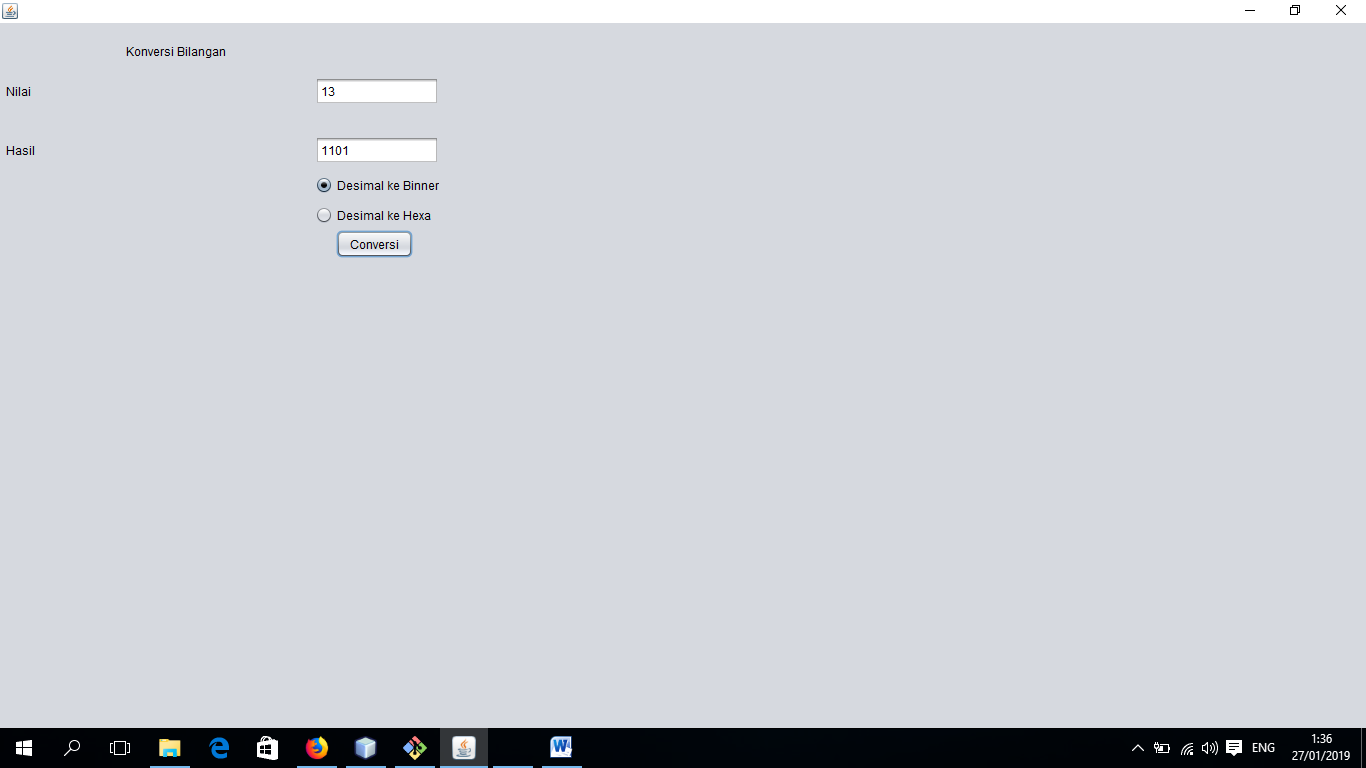 Konversi Bilangan
Nilai
13
Hasil
1101
Desimal ke Binner
Desimal ke Hexa
Conversi
ENG
1:36
27/01/2019